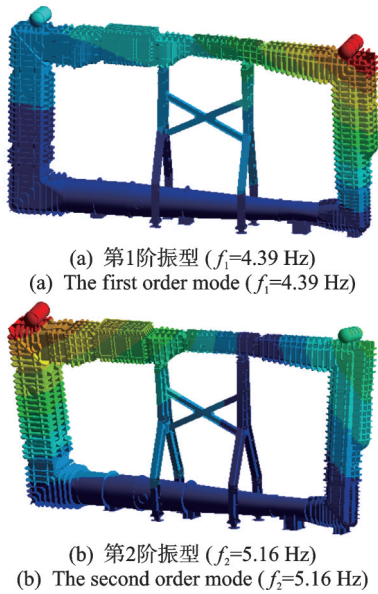 (a) 第1阶振型 (f₁=4.39 Hz)
(a) The first order mode (f₁=4.39 Hz)
(b) 第2阶振型 (f₂=5.16 Hz)
(b) The second order mode (f₂=5.16 Hz)